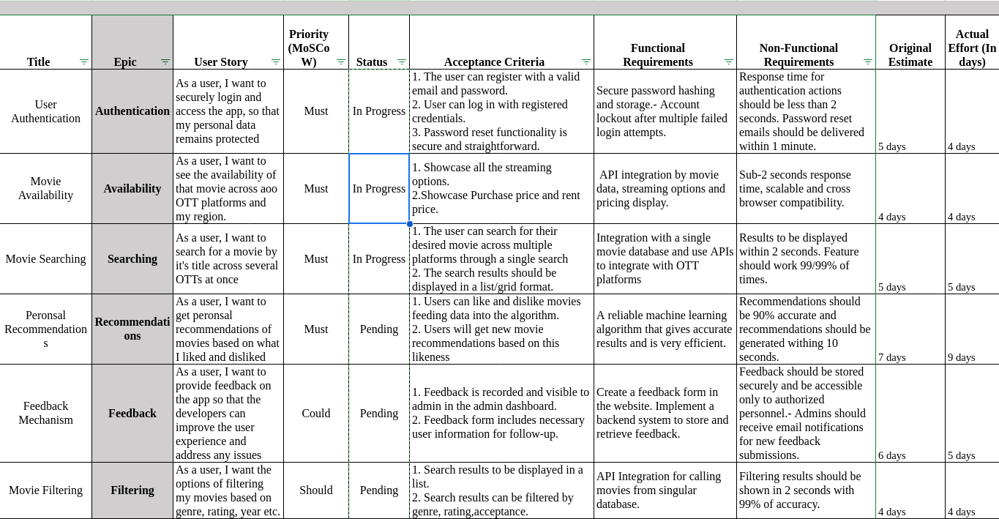 Title
Epic
User Story
Priority
(MoSCo
W)
Status
Acceptance Criteria
Functional
Requirements
Non-Functional
Requirements
Original
Estimate
Actual
Effort (In
days)
User
Authentication
Authentication
As a user, I want to
securely login and
access the app, so that
my personal data
remains protected
Must
In Progress
1. The user can register with a valid
email and password.
2. User can log in with registered
credentials.
3. Password reset functionality is
secure and straightforward.
Secure password hashing
and storage.- Account
lockout after multiple failed
login attempts.
Response time for
authentication actions
should be less than 2
seconds. Password reset
emails should be delivered
within 1 minute.
5 days
4 days
Movie
Availability
Availability
As a user, I want to
see the availability of
that movie across aoo
OTT platforms and
my region.
Must
In Progress
1. Showcase all the streaming
options.
2.Showcase Purchase price and rent
price.
API integration by movie
data, streaming options and
pricing display.
Sub-2 seconds response
time, scalable and cross
browser compatibility.
4 days
4 days
Movie Searching
Searching
As a user, I want to
search for a movie by
it's title across several
OTTs at once
Must
In Progress
1. The user can search for their
desired movie across multiple
platforms through a single search
2. The search results should be
displayed in a list/grid format.
Integration with a single
movie database and use APIs
to integrate with OTT
platforms
Results to be displayed
within 2 seconds. Feature
should work 99/99% of
times.
5 days
5 days
Peronsal
Recommendation
s
Recommendati
ons
As a user, I want to
get peronsal
recommendations of
movies based on what
I liked and disliked
Must
Pending
1. Users can like and dislike movies
feeding data into the algorithm.
2. Users will get new movie
recommendations based on this
likeness
A reliable machine learning
algorithm that gives accurate
results and is very efficient.
Recommendations should
be 90% accurate and
recommendations should be
generated withing 10
seconds.
7 days
9 days
Feedback
Mechanism
Feedback
As a user, I want to
provide feedback on
the app so that the
developers can
improve the user
experience and
address any issues
Could
Pending
1. Feedback is recorded and visible to
admin in the admin dashboard.
2. Feedback form includes necessary
user information for follow-up.
Create a feedback form in
the website. Implement a
backend system to store and
retrieve feedback.
Feedback should be stored
securely and be accessible
only to authorized
personnel.- Admins should
receive email notifications
for new feedback
submissions.
6 days
5 days
Movie Filtering
Filtering
As a user, I want the
options of filtering
my movies based on
genre, rating, year etc.
Should
Pending
1. Search results to be displayed in a
list.
2. Search results can be filtered by
genre, rating,acceptance.
API Integration for calling
movies from singular
database.
Filtering results should be
shown in 2 seconds with
99% of accuracy.
4 days
4 days